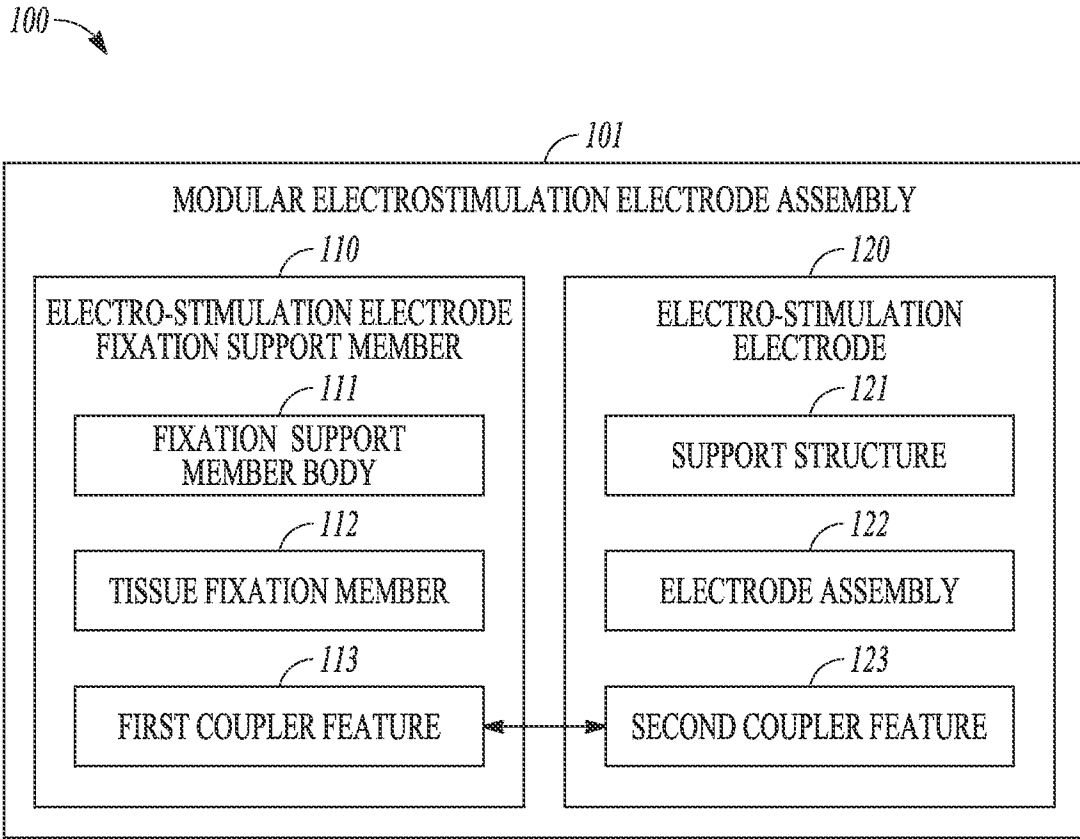 100
101
MODULAR ELECTROSTIMULATION ELECTRODE ASSEMBLY
110
ELECTRO-STIMULATION ELECTRODE
FIXATION SUPPORT MEMBER
111
FIXATION SUPPORT
MEMBER BODY
112
TISSUE FIXATION MEMBER
113
FIRST COUPLER FEATURE
120
ELECTRO-STIMULATION
ELECTRODE
121
SUPPORT STRUCTURE
122
ELECTRODE ASSEMBLY
123
SECOND COUPLER FEATURE